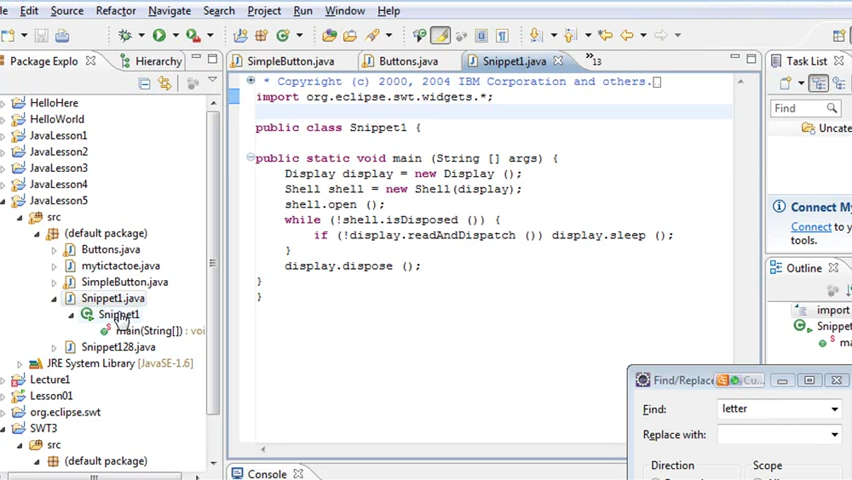 Edit Source Refactor Navigate Search Project Run Window Help
Package Explo
Hierarchy
SimpleButton.java
Buttons.java
Snippet1.java
»13
Task List
HelloHere
HelloWorld
JavaLesson1
JavaLesson2
JavaLesson3
JavaLesson4
JavaLesson5
src
(default package)
Buttons.java
mytictactoe.java
SimpleButton.java
Snippet1.java
Snippet1
main(String[]) : voi
Snippet128.java
JRE System Library [JavaSE-1.6]
Lecture1
Lesson01
org.eclipse.swt
SWT3
src
(default package)
* Copyright (c) 2000, 2004 IBM Corporation and others.
import org.eclipse.swt.widgets.*;
public class Snippet1 {
public static void main (String [] args) {
Display display = new Display ();
Shell shell = new Shell(display);
shell.open ();
while (!shell.isDisposed ()) {
if (!display.readAndDispatch ()) display.sleep ();
}
display.dispose ();
}
}
Console
Find
Uncate
Connect My
Connect to your
tools.
Outline
import
Snippet
ma
Find/Replace
Cu...
Find:
letter
Replace with:
Direction
Scope